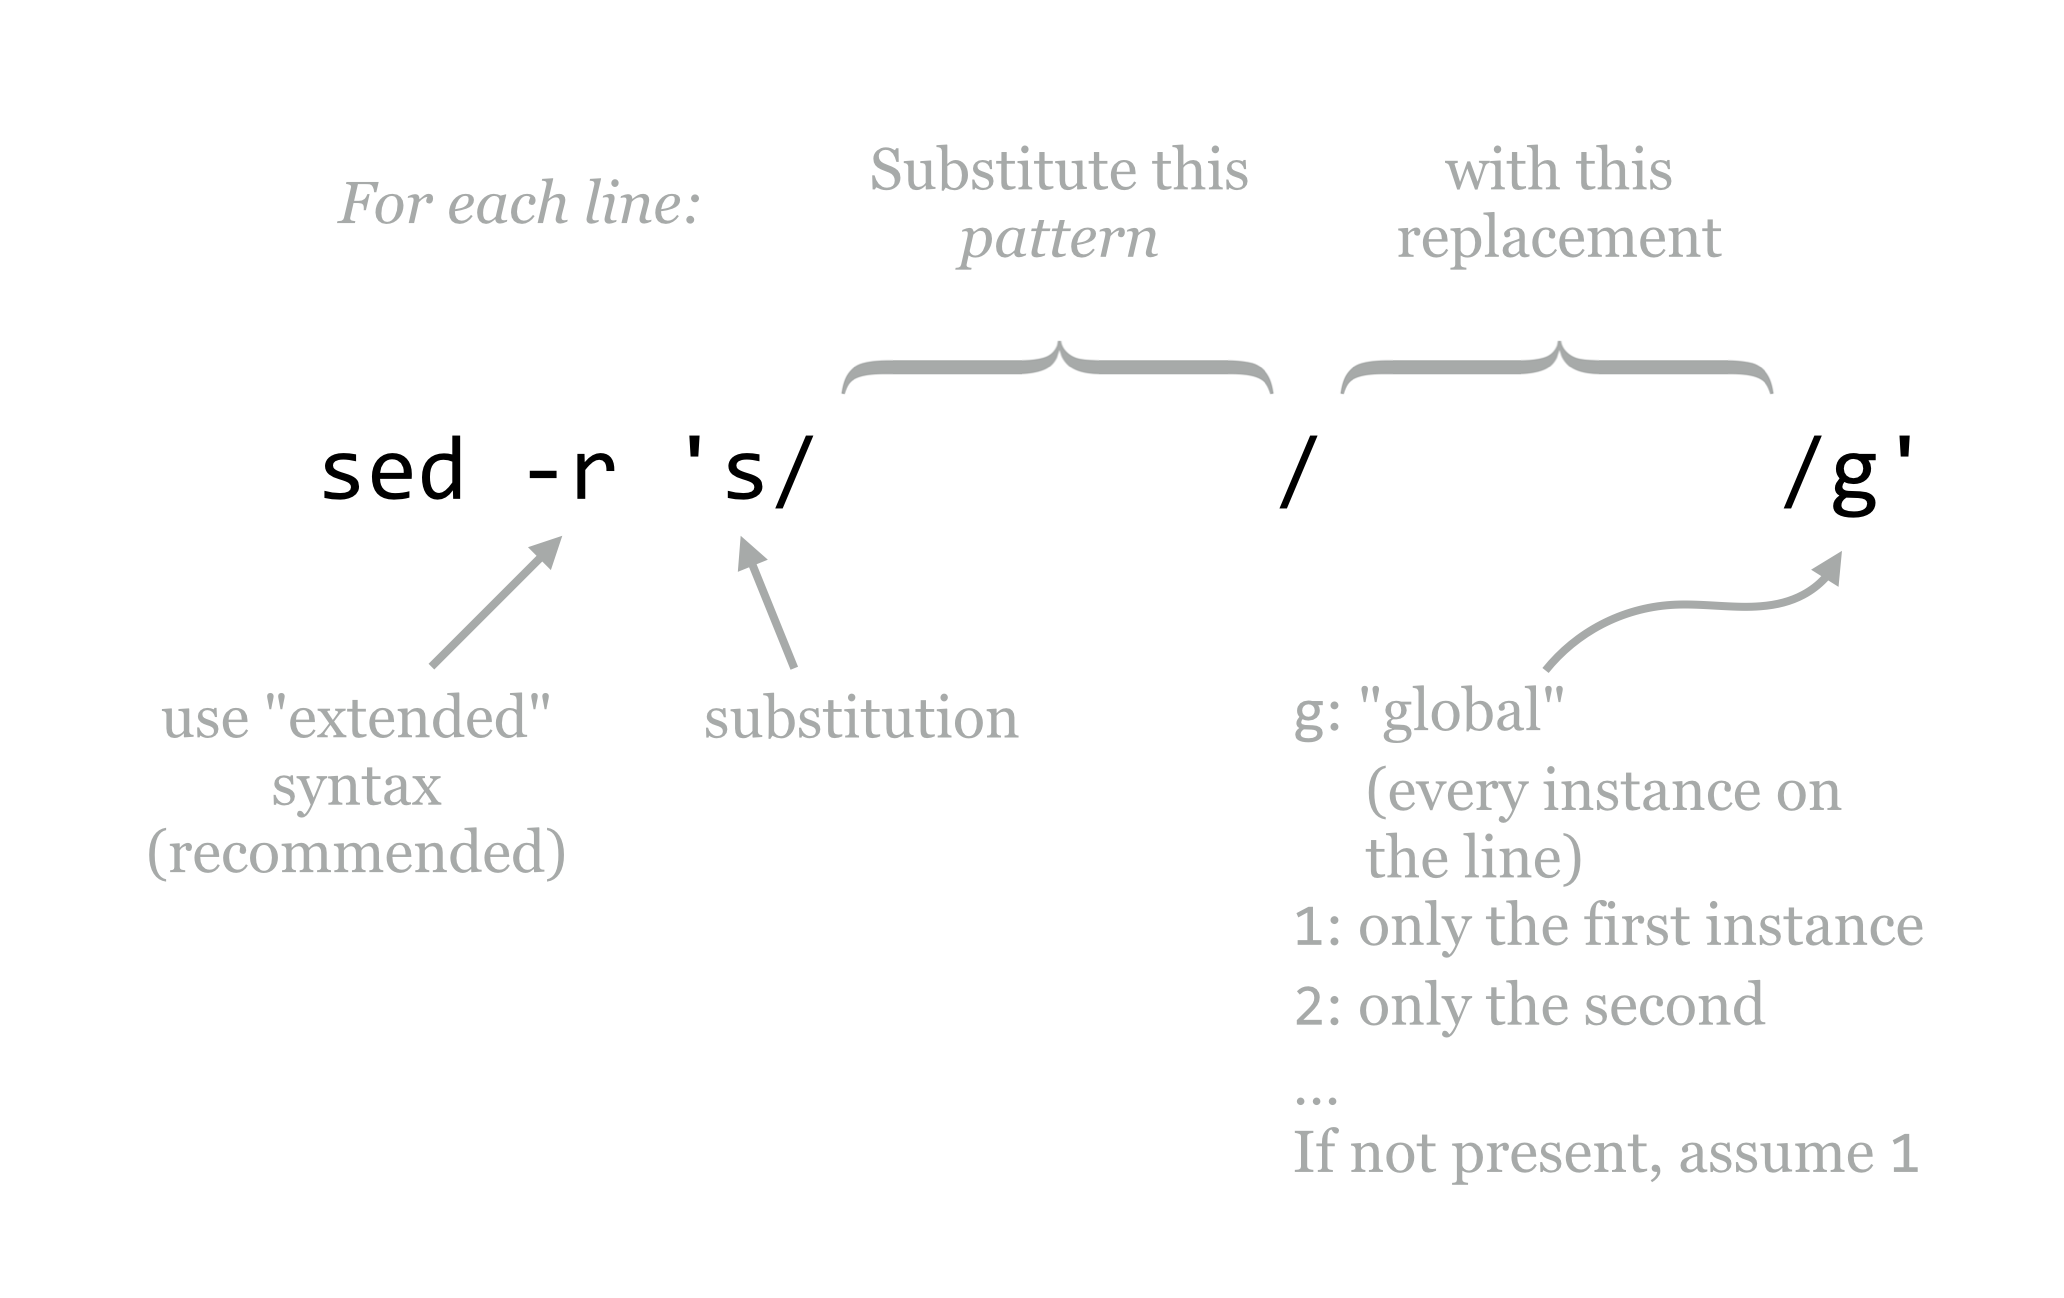 For each line:
Substitute this
pattern
with this
replacement
sed -r 's/ / /g'
use "extended"
syntax
(recommended)
substitution
g: "global"
(every instance on
the line)
1: only the first instance
2: only the second
...
If not present, assume 1